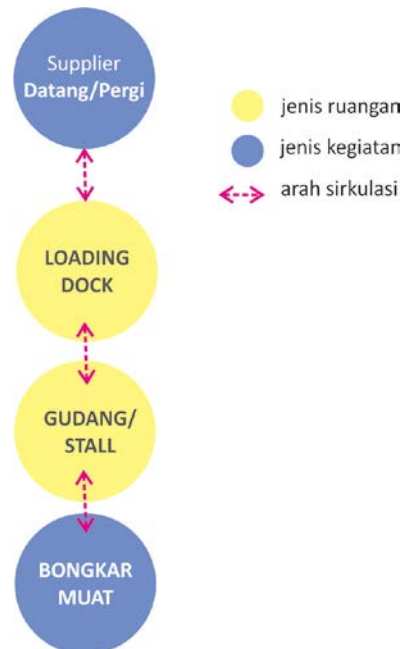 Supplier
Datang/Pergi
jenis ruangan
jenis kegiatan
arah sirkulasi
LOADING
DOCK
GUDANG/
STALL
BONGKAR
MUAT